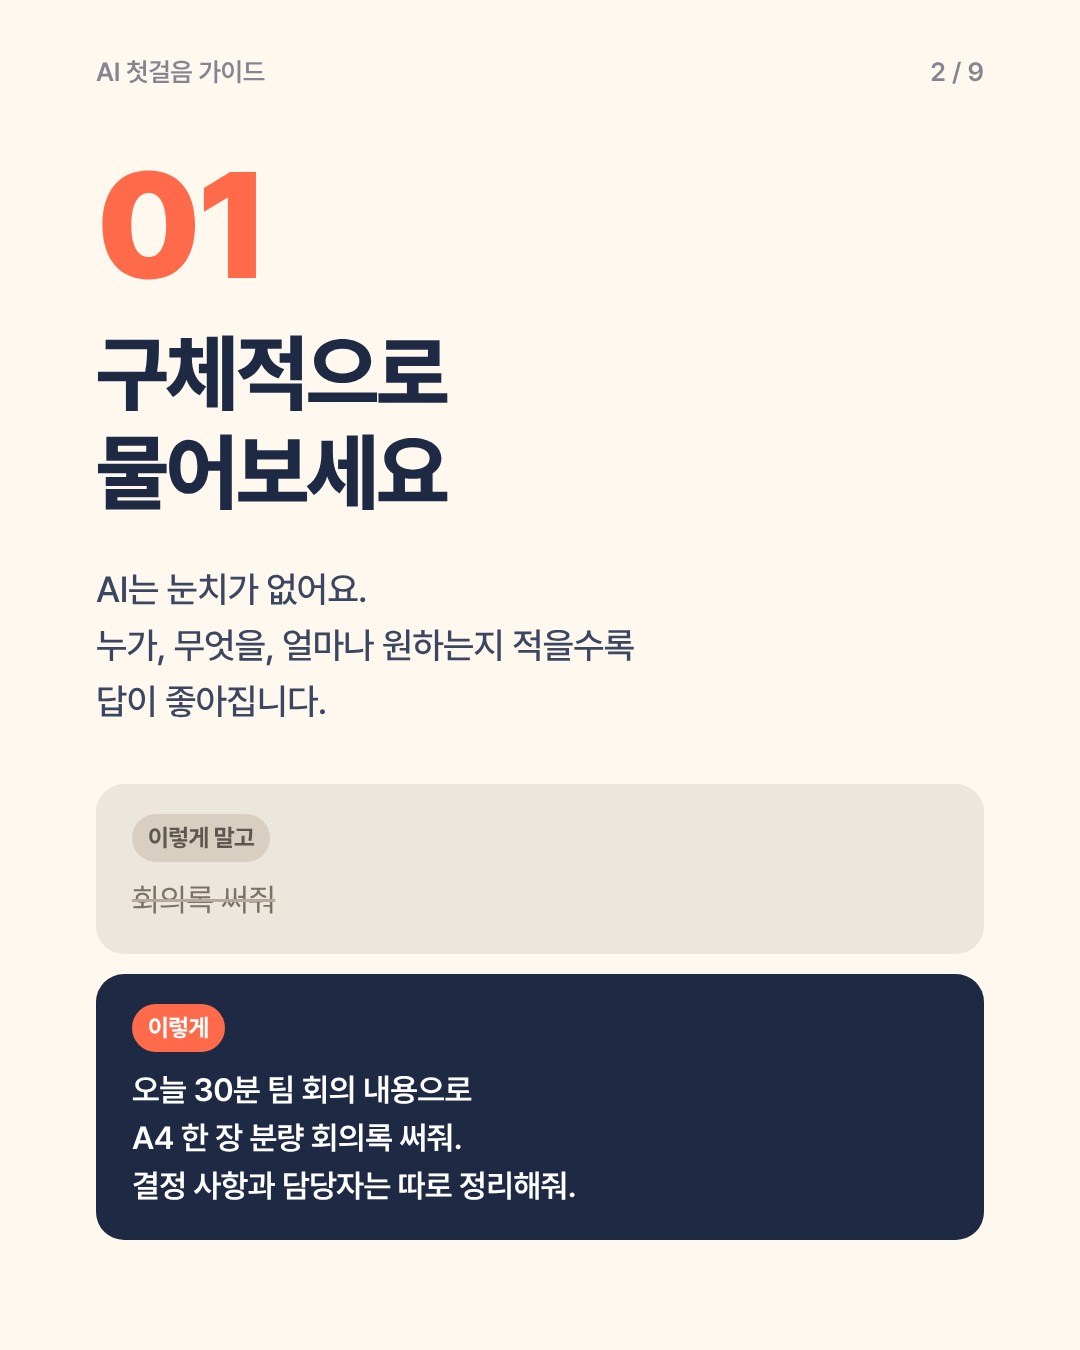 AI 첫걸음 가이드
2 / 9
01
구체적으로
물어보세요
AI는 눈치가 없어요.
누가, 무엇을, 얼마나 원하는지 적을수록
답이 좋아집니다.
이렇게 말고
회의록 써줘
이렇게
오늘 30분 팀 회의 내용으로
A4 한 장 분량 회의록 써줘.
결정 사항과 담당자는 따로 정리해줘.